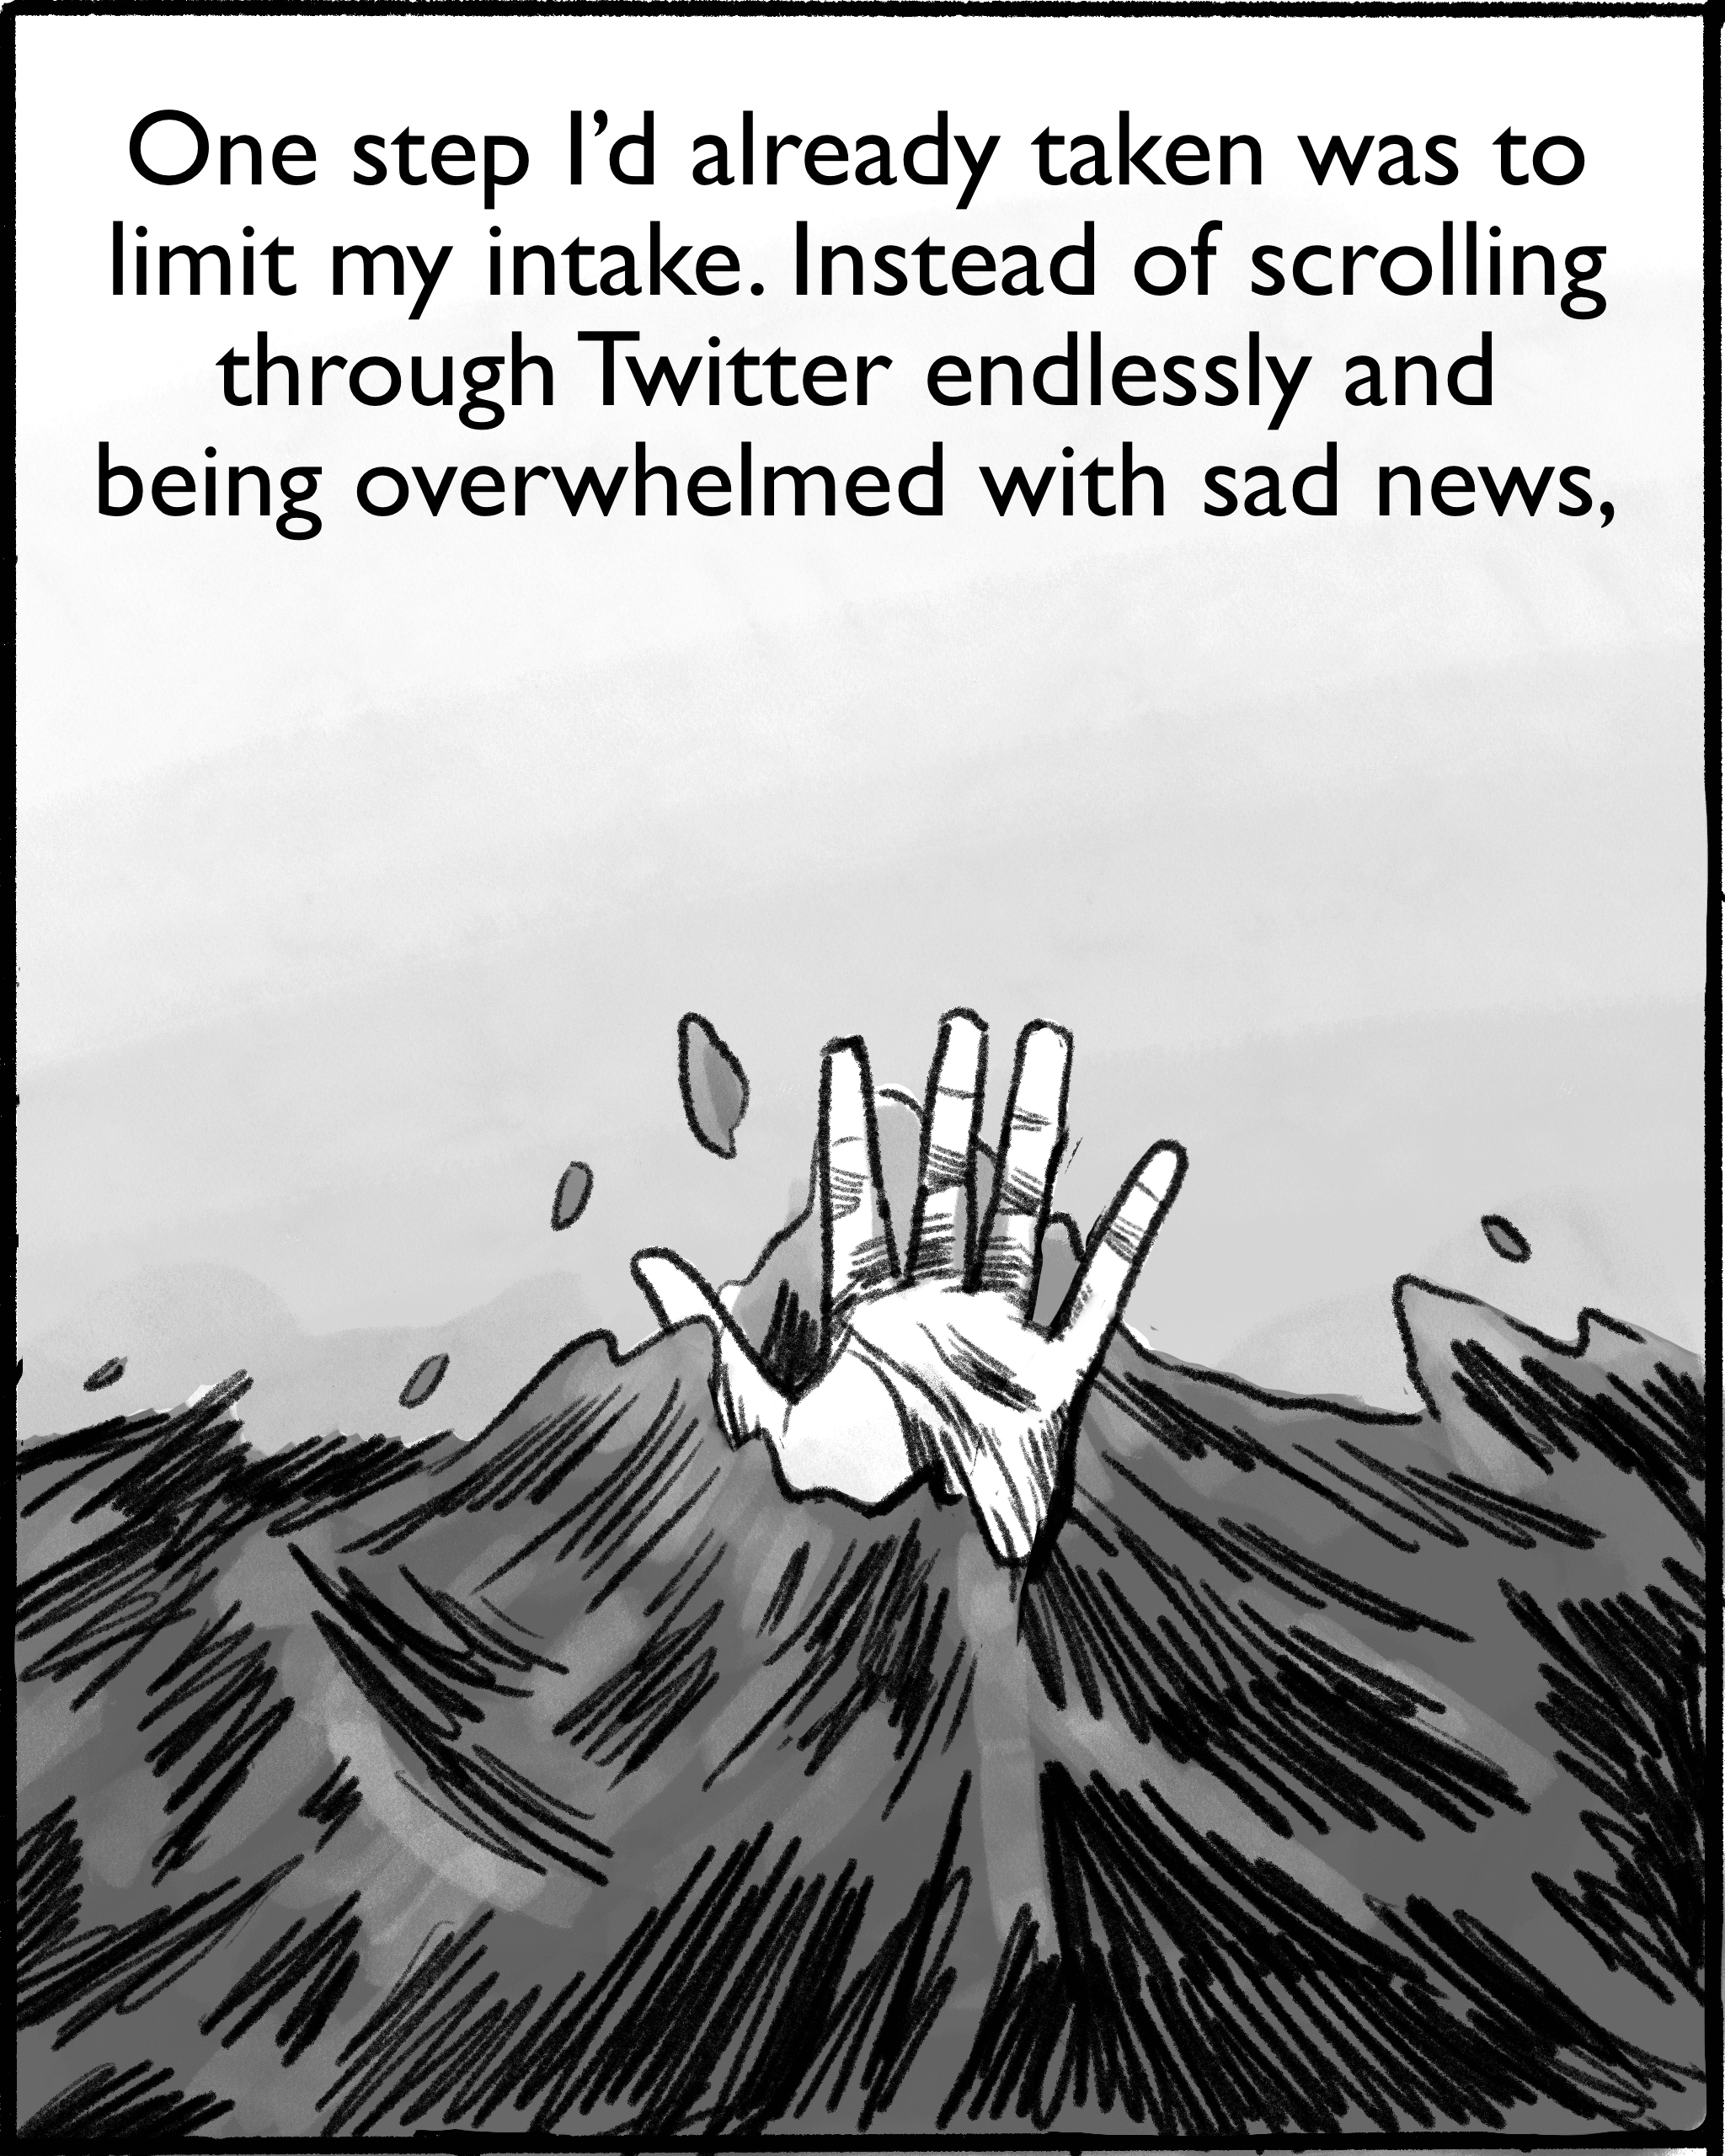 One step I’d already taken was to
limit my intake. Instead of scrolling
through Twitter endlessly and
being overwhelmed with sad news,